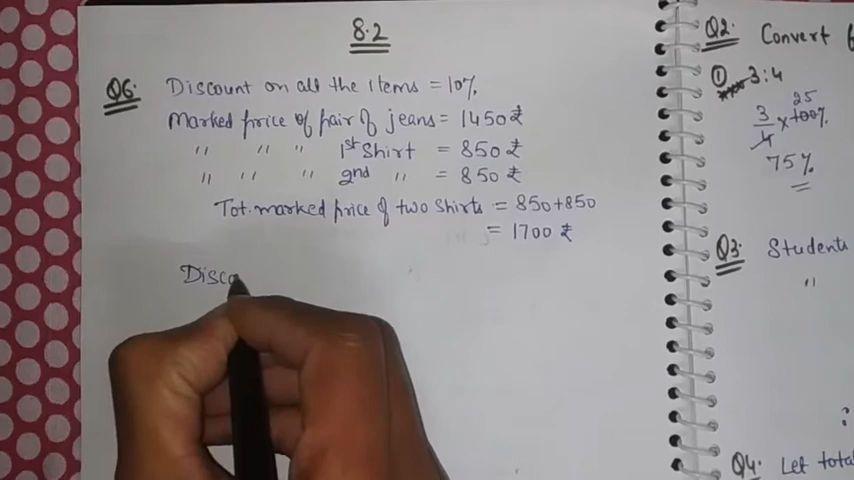 8.2
Q6. Discount on all the items = 10%.
Marked price of pair of jeans = 1450 ₹
" " " 1st Shirt = 850 ₹
" " " 2nd " = 850 ₹
Tot. marked price of two shirts = 850+850
= 1700 ₹
Disco
Q2. Convert
① 3:4
25
3/4 x 100%
75%
Q3. Students
"
Q4. Let total